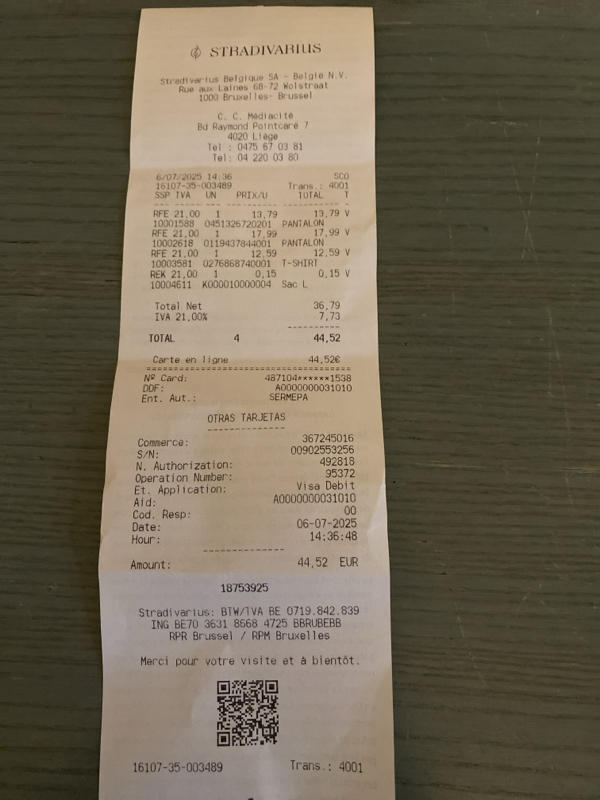 STRADIVARIUS
Stradivarius Belgique SA - België N.V.
Rue aux Laines 68-72 Wolstraat
1000 Bruxelles- Brussel
C. C. Médiacité
Bd Raymond Pointcaré 7
4020 Liège
Tel : 0475 67 03 81
Tel: 04 220 03 80
6/07/2025 14:36 SCO
16107-35-003489 Trans.: 4001
SSP TVA UN PRIX/U TOTAL T
RFE 21,00 1 13,79 13,79 V
10001588 0451326720201 PANTALON
RFE 21,00 1 17,99 17,99 V
10002618 0119437844001 PANTALON
RFE 21,00 1 12,59 12,59 V
10003581 0276868740001 T-SHIRT
REK 21,00 1 0,15 0,15 V
10004611 K000010000004 Sac L
Total Net 36,79
IVA 21,00% 7,73
TOTAL 4 44,52
Carte en ligne 44,52€
Nº Card: 487104******1538
DDF: A0000000031010
Ent. Aut.: SERMEPA
OTRAS TARJETAS
Commerce: 367245016
S/N: 00902553256
N. Authorization: 492818
Operation Number: 95372
Et. Application: Visa Debit
Aid: A0000000031010
Cod. Resp: 00
Date: 06-07-2025
Hour: 14:36:48
Amount: 44,52 EUR
18753925
Stradivarius: BTW/TVA BE 0719.842.839
ING BE70 3631 8668 4725 BBRUBEBB
RPR Brussel / RPM Bruxelles
Merci pour votre visite et à bientôt.
16107-35-003489 Trans.: 4001